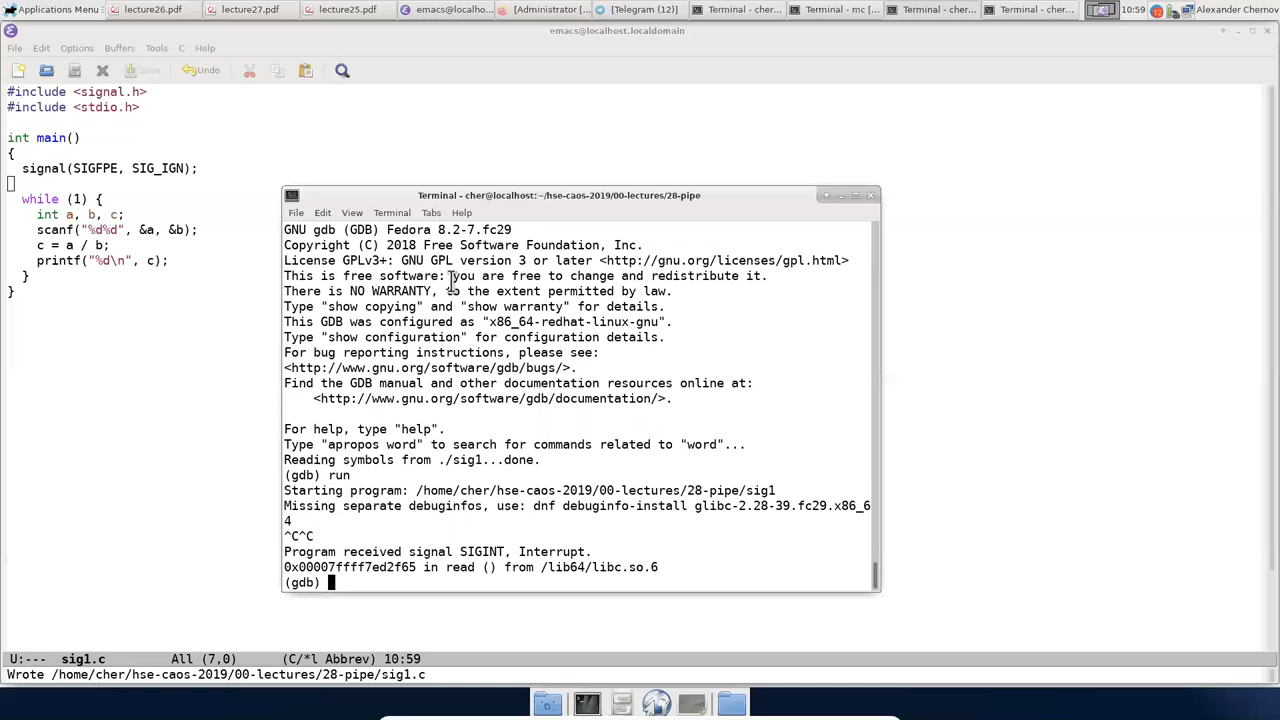 Applications Menu
lecture26.pdf
lecture27.pdf
lecture25.pdf
emacs@localho...
[Administrator [...
[Telegram (12)]
Terminal - cher...
Terminal - mc [...
Terminal - cher...
Terminal - cher...
10:59
12
Alexander Chernov
emacs@localhost.localdomain
File Edit Options Buffers Tools C Help
Save Undo
#include <signal.h>
#include <stdio.h>
int main()
{
signal(SIGFPE, SIG_IGN);
while (1) {
int a, b, c;
scanf("%d%d", &a, &b);
c = a / b;
printf("%d\n", c);
}
}
Terminal - cher@localhost:~/hse-caos-2019/00-lectures/28-pipe
File Edit View Terminal Tabs Help
GNU gdb (GDB) Fedora 8.2-7.fc29
Copyright (C) 2018 Free Software Foundation, Inc.
License GPLv3+: GNU GPL version 3 or later <http://gnu.org/licenses/gpl.html>
This is free software: you are free to change and redistribute it.
There is NO WARRANTY, to the extent permitted by law.
Type "show copying" and "show warranty" for details.
This GDB was configured as "x86_64-redhat-linux-gnu".
Type "show configuration" for configuration details.
For bug reporting instructions, please see:
<http://www.gnu.org/software/gdb/bugs/>.
Find the GDB manual and other documentation resources online at:
<http://www.gnu.org/software/gdb/documentation/>.
For help, type "help".
Type "apropos word" to search for commands related to "word"...
Reading symbols from ./sig1...done.
(gdb) run
Starting program: /home/cher/hse-caos-2019/00-lectures/28-pipe/sig1
Missing separate debuginfos, use: dnf debuginfo-install glibc-2.28-39.fc29.x86_6
4
^C^C
Program received signal SIGINT, Interrupt.
0x00007ffff7ed2f65 in read () from /lib64/libc.so.6
(gdb)
U:--- sig1.c All (7,0) (C/*l Abbrev) 10:59
Wrote /home/cher/hse-caos-2019/00-lectures/28-pipe/sig1.c